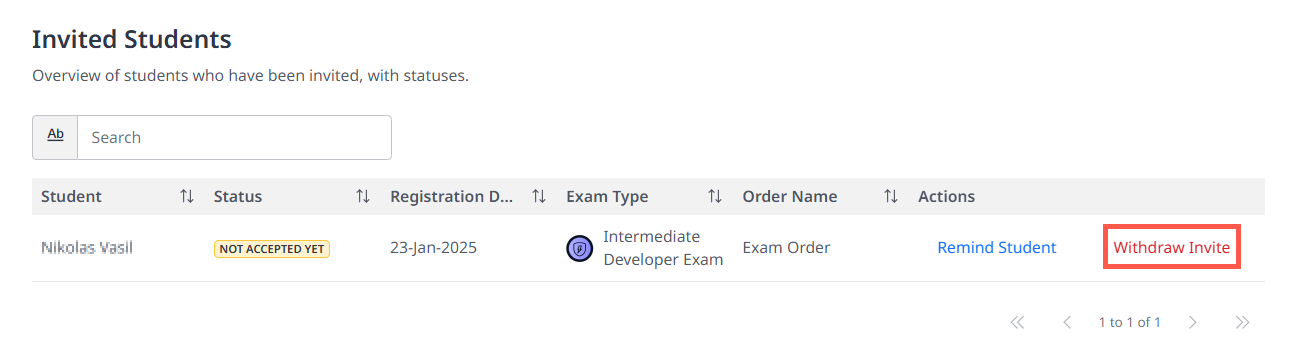 Invited Students
Overview of students who have been invited, with statuses.
Ab Search
Student Status Registration D... Exam Type Order Name Actions
Nikolas Vasil NOT ACCEPTED YET 23-Jan-2025 Intermediate Developer Exam Exam Order Remind Student Withdraw Invite
1 to 1 of 1